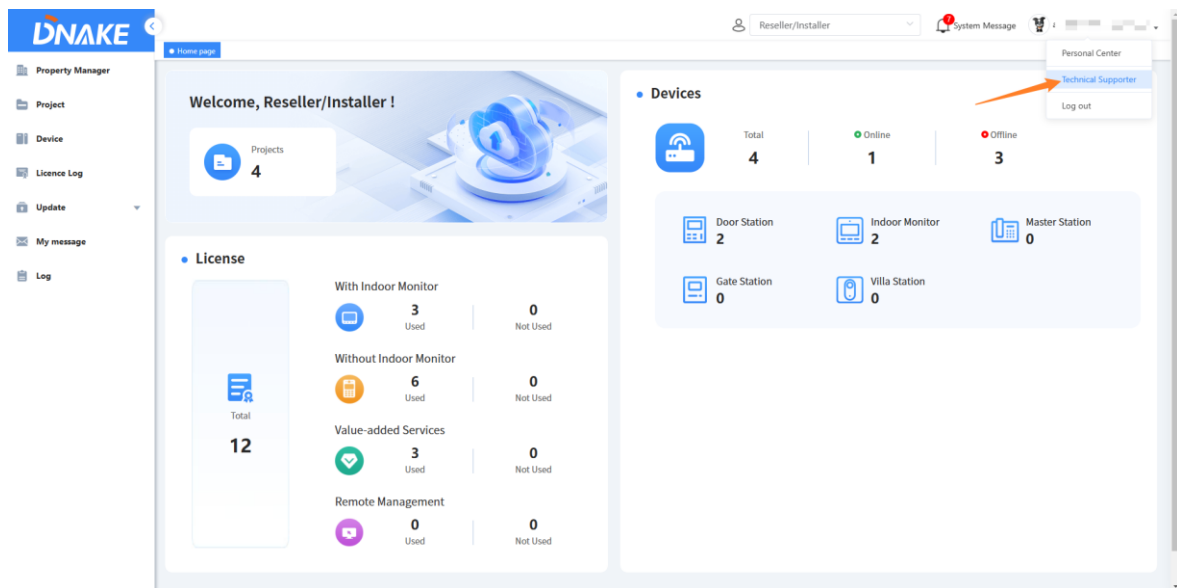 DNAKE
Reseller/Installer
7
System Message
Home page
Personal Center
Technical Supporter
Log out
Property Manager
Project
Device
Licence Log
Update
My message
Log
Welcome, Reseller/Installer !
Projects
4
License
Total
12
With Indoor Monitor
3
0
Used
Not Used
Without Indoor Monitor
6
0
Used
Not Used
Value-added Services
3
0
Used
Not Used
Remote Management
0
0
Used
Not Used
Devices
Total
Online
Offline
4
1
3
Door Station
2
Indoor Monitor
2
Master Station
0
Gate Station
0
Villa Station
0